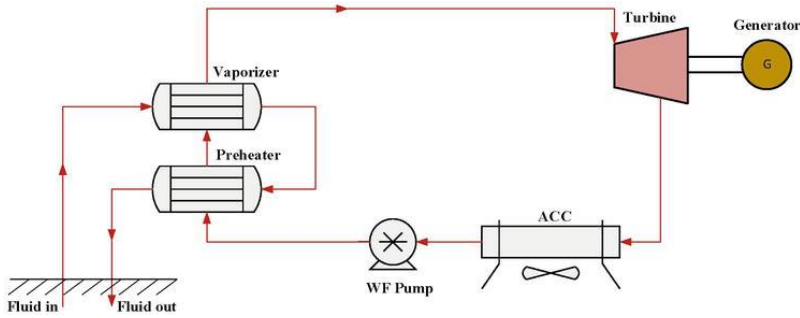 Turbine
Generator
G
Vaporizer
Preheater
ACC
WF Pump
Fluid in
Fluid out